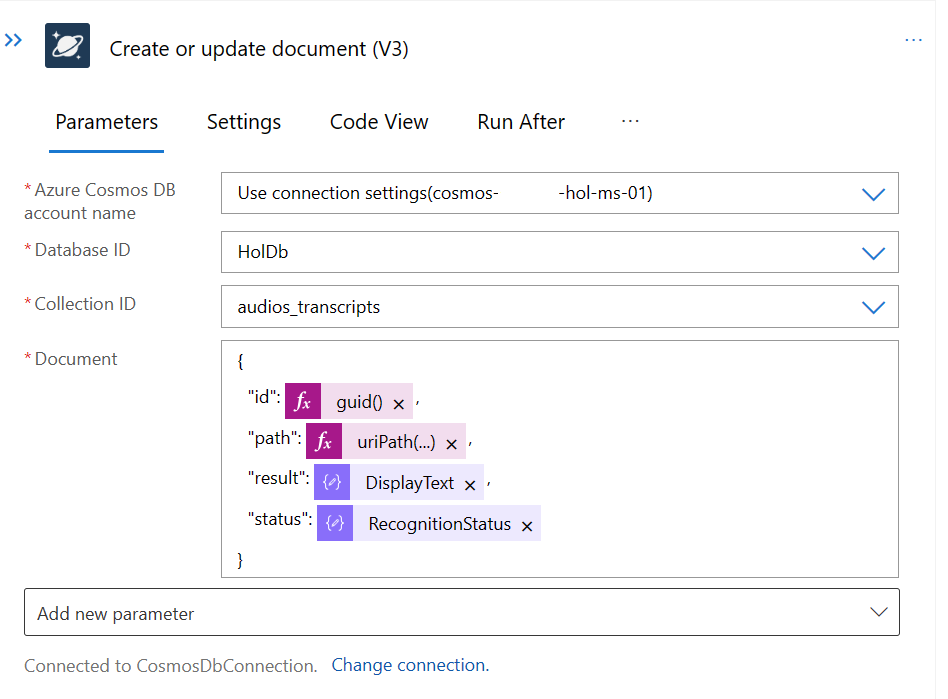 Create or update document (V3)
Parameters Settings Code View Run After ...
* Azure Cosmos DB account name
Use connection settings(cosmos- -hol-ms-01)
* Database ID
HolDb
* Collection ID
audios_transcripts
* Document
{
"id": fx guid() × ,
"path": fx uriPath(...) × ,
"result": {} DisplayText × ,
"status": {} RecognitionStatus ×
}
Add new parameter
Connected to CosmosDbConnection. Change connection.